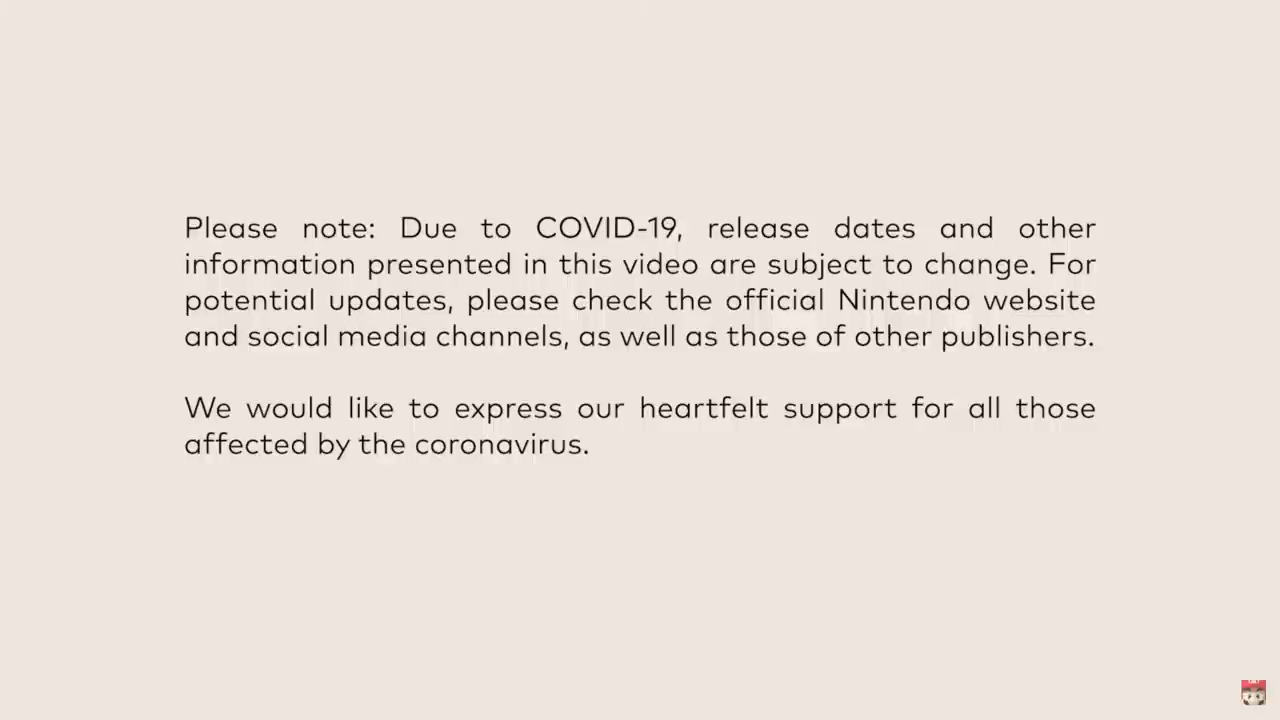 Please note: Due to COVID-19, release dates and other
information presented in this video are subject to change. For
potential updates, please check the official Nintendo website
and social media channels, as well as those of other publishers.
We would like to express our heartfelt support for all those
affected by the coronavirus.